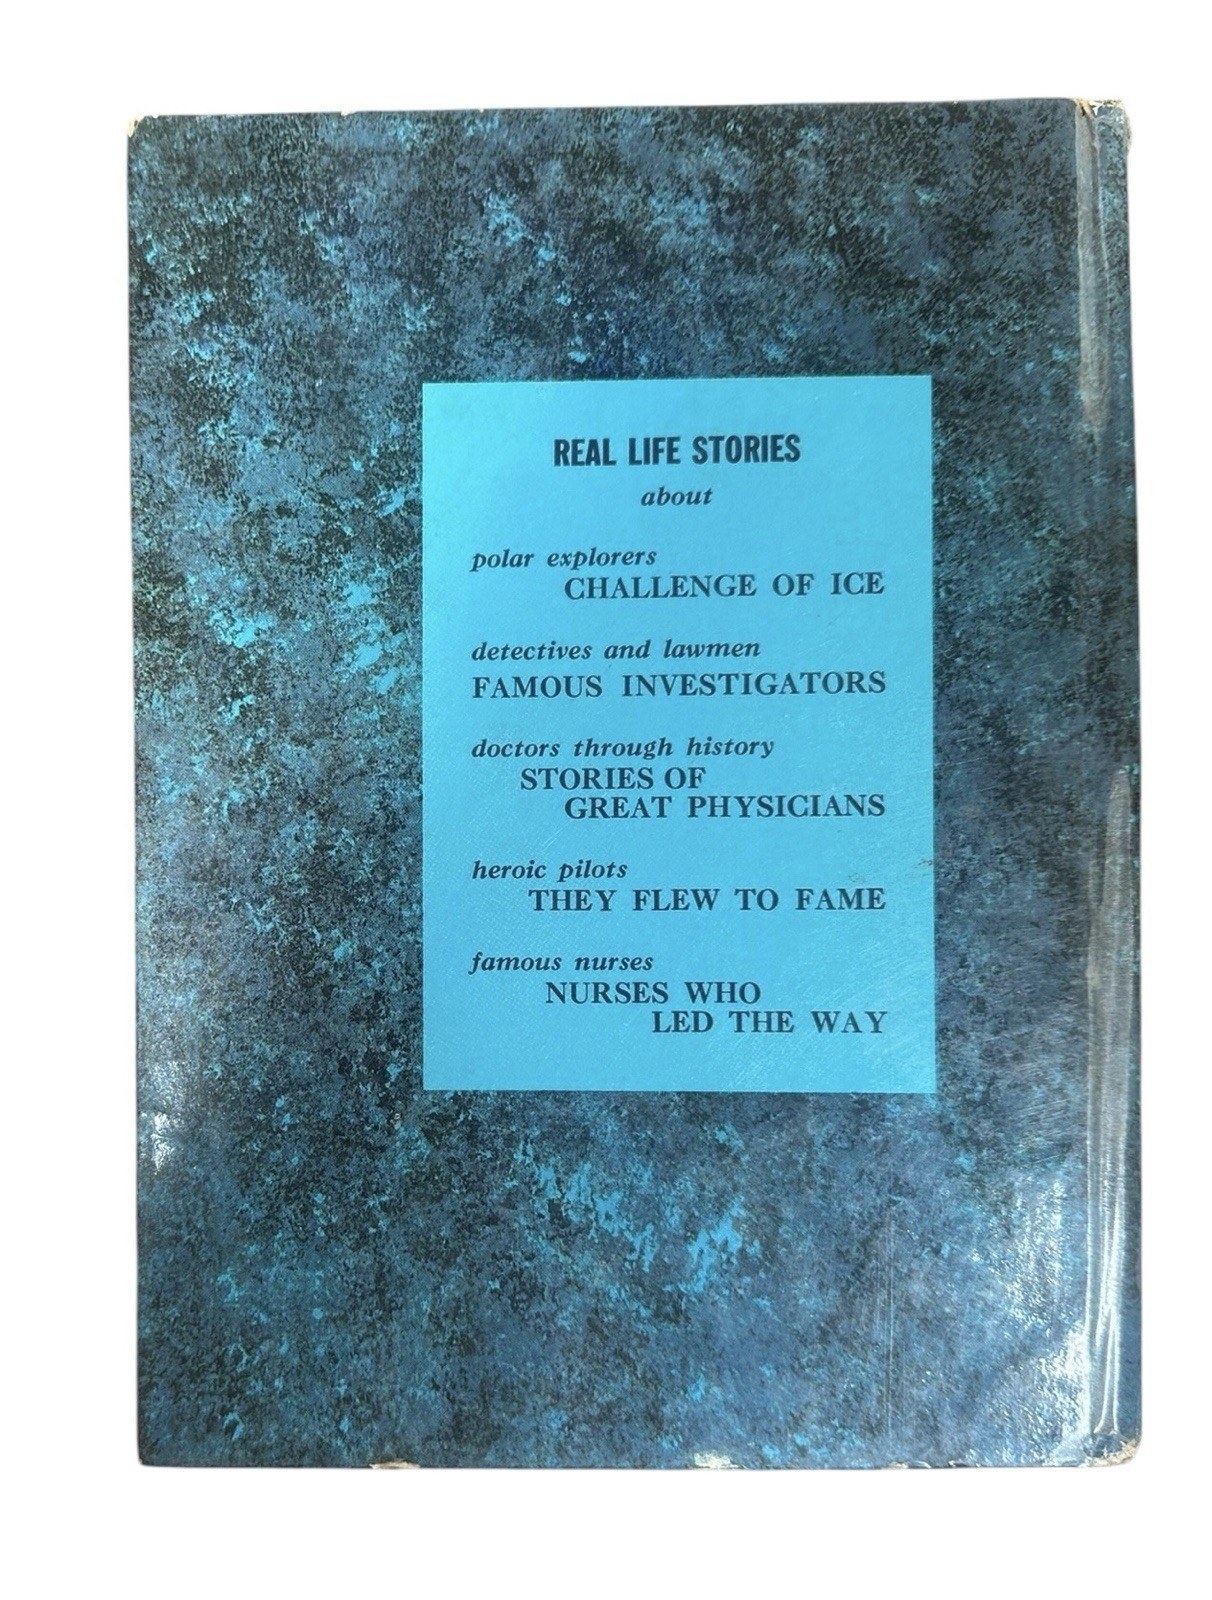 REAL LIFE STORIES
about
polar explorers
CHALLENGE OF ICE
detectives and lawmen
FAMOUS INVESTIGATORS
doctors through history
STORIES OF
GREAT PHYSICIANS
heroic pilots
THEY FLEW TO FAME
famous nurses
NURSES WHO
LED THE WAY